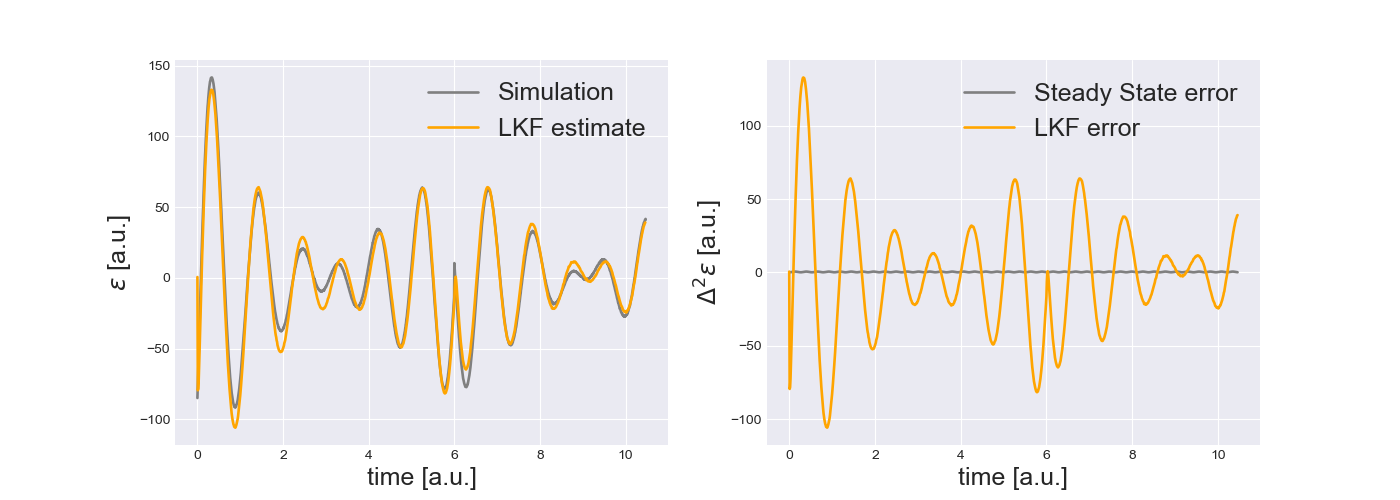 150
100
50
0
−50
−100
ε [a.u.]
0 2 4 6 8 10
time [a.u.]
Simulation
LKF estimate
100
50
0
−50
−100
Δ²ε [a.u.]
0 2 4 6 8 10
time [a.u.]
Steady State error
LKF error